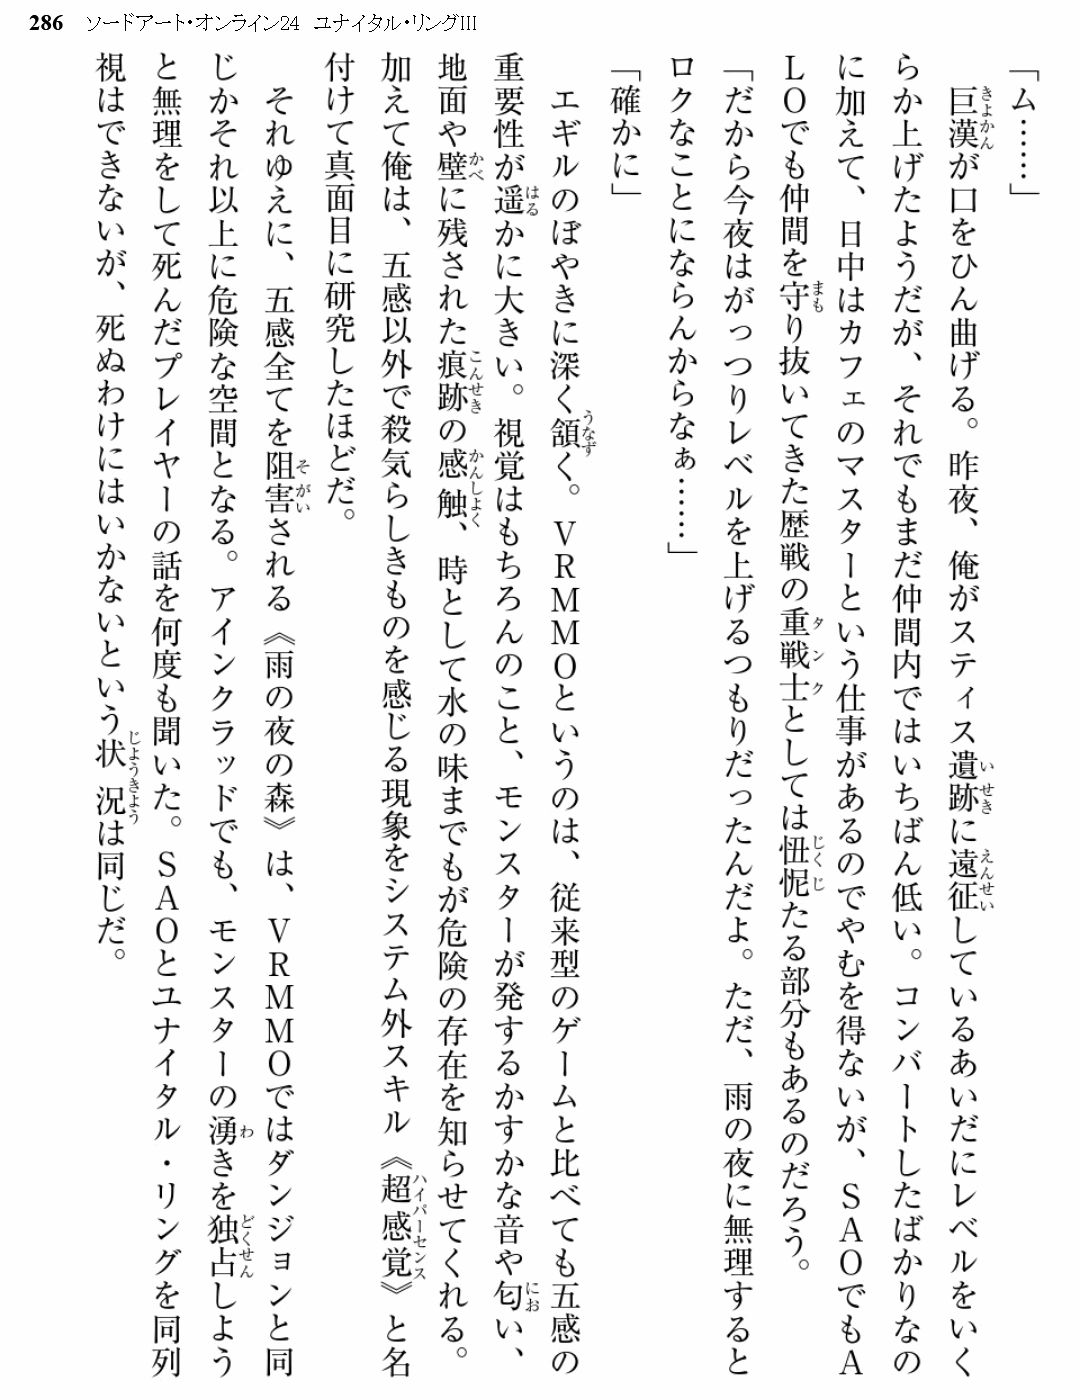 286 ソードアート・オンライン24 ユナイタル・リングIII
「ム……」
　巨漢が口をひん曲げる。昨夜、俺がスティス遺跡に遠征しているあいだにレベルをいく
らか上げたようだが、それでもまだ仲間内ではいちばん低い。コンバートしたばかりなの
に加えて、日中はカフェのマスターという仕事があるのでやむを得ないが、ＳＡＯでもＡ
ＬＯでも仲間を守り抜いてきた歴戦の重戦士としては忸怩たる部分もあるのだろう。
「だから今夜はがっつりレベルを上げるつもりだったんだよ。ただ、雨の夜に無理すると
ロクなことにならんからなぁ……」
「確かに」
　エギルのぼやきに深く頷く。ＶＲＭＭＯというのは、従来型のゲームと比べても五感の
重要性が遥かに大きい。視覚はもちろんのこと、モンスターが発するかすかな音や匂い、
地面や壁に残された痕跡の感触、時として水の味までもが危険の存在を知らせてくれる。
加えて俺は、五感以外で殺気らしきものを感じる現象をシステム外スキル《超感覚》と名
付けて真面目に研究したほどだ。
　それゆえに、五感全てを阻害される《雨の夜の森》は、ＶＲＭＭＯではダンジョンと同
じかそれ以上に危険な空間となる。アインクラッドでも、モンスターの湧きを独占しよう
と無理をして死んだプレイヤーの話を何度も聞いた。ＳＡＯとユナイタル・リングを同列
視はできないが、死ぬわけにはいかないという状況は同じだ。